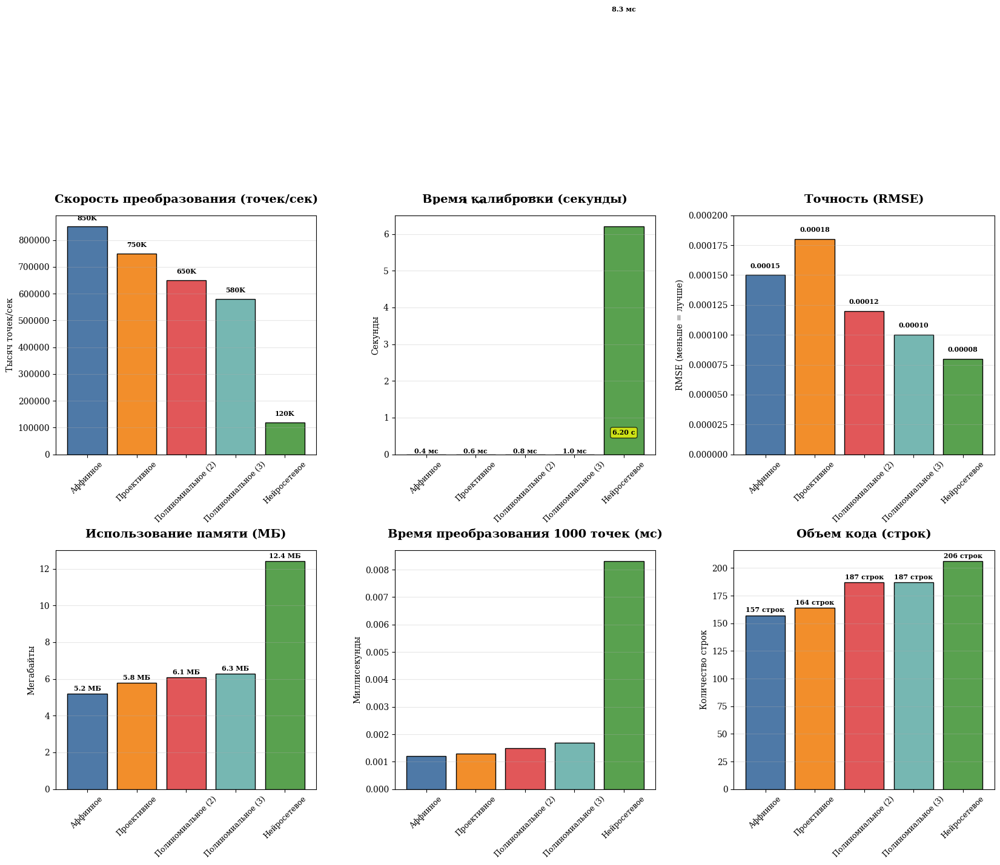 8.3 мс
Скорость преобразования (точек/сек)
Тысяч точек/сек
800000
700000
600000
500000
400000
300000
200000
100000
0
850K
750K
650K
580K
120K
Аффинное
Проективное
Полиномиальное (2)
Полиномиальное (3)
Нейросетевое
Время калибровки (секунды)
Секунды
6
5
4
3
2
1
0
0.4 мс
0.6 мс
0.8 мс
1.0 мс
6.20 с
Аффинное
Проективное
Полиномиальное (2)
Полиномиальное (3)
Нейросетевое
Точность (RMSE)
RMSE (меньше = лучше)
0.000200
0.000175
0.000150
0.000125
0.000100
0.000075
0.000050
0.000025
0.000000
0.00015
0.00018
0.00012
0.00010
0.00008
Аффинное
Проективное
Полиномиальное (2)
Полиномиальное (3)
Нейросетевое
Использование памяти (МБ)
Мегабайты
12
10
8
6
4
2
0
5.2 МБ
5.8 МБ
6.1 МБ
6.3 МБ
12.4 МБ
Аффинное
Проективное
Полиномиальное (2)
Полиномиальное (3)
Нейросетевое
Время преобразования 1000 точек (мс)
Миллисекунды
0.008
0.007
0.006
0.005
0.004
0.003
0.002
0.001
0.000
Аффинное
Проективное
Полиномиальное (2)
Полиномиальное (3)
Нейросетевое
Объем кода (строк)
Количество строк
200
175
150
125
100
75
50
25
0
157 строк
164 строк
187 строк
187 строк
206 строк
Аффинное
Проективное
Полиномиальное (2)
Полиномиальное (3)
Нейросетевое